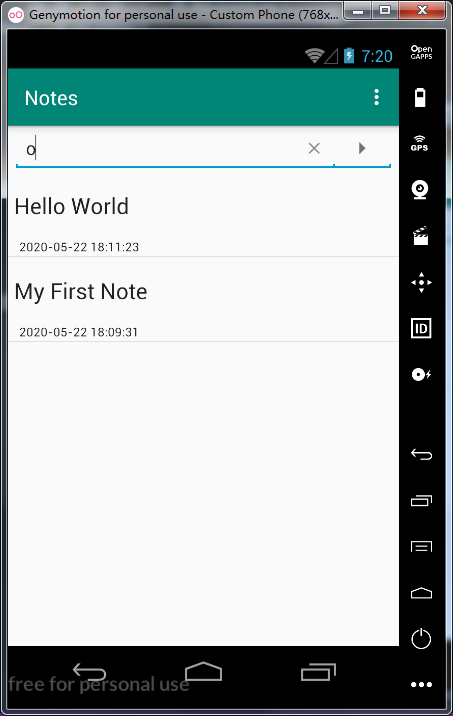 Genymotion for personal use - Custom Phone (768x...
7:20
Open
GAPPS
Notes
GPS
o
Hello World
2020-05-22 18:11:23
My First Note
2020-05-22 18:09:31
ID
free for personal use